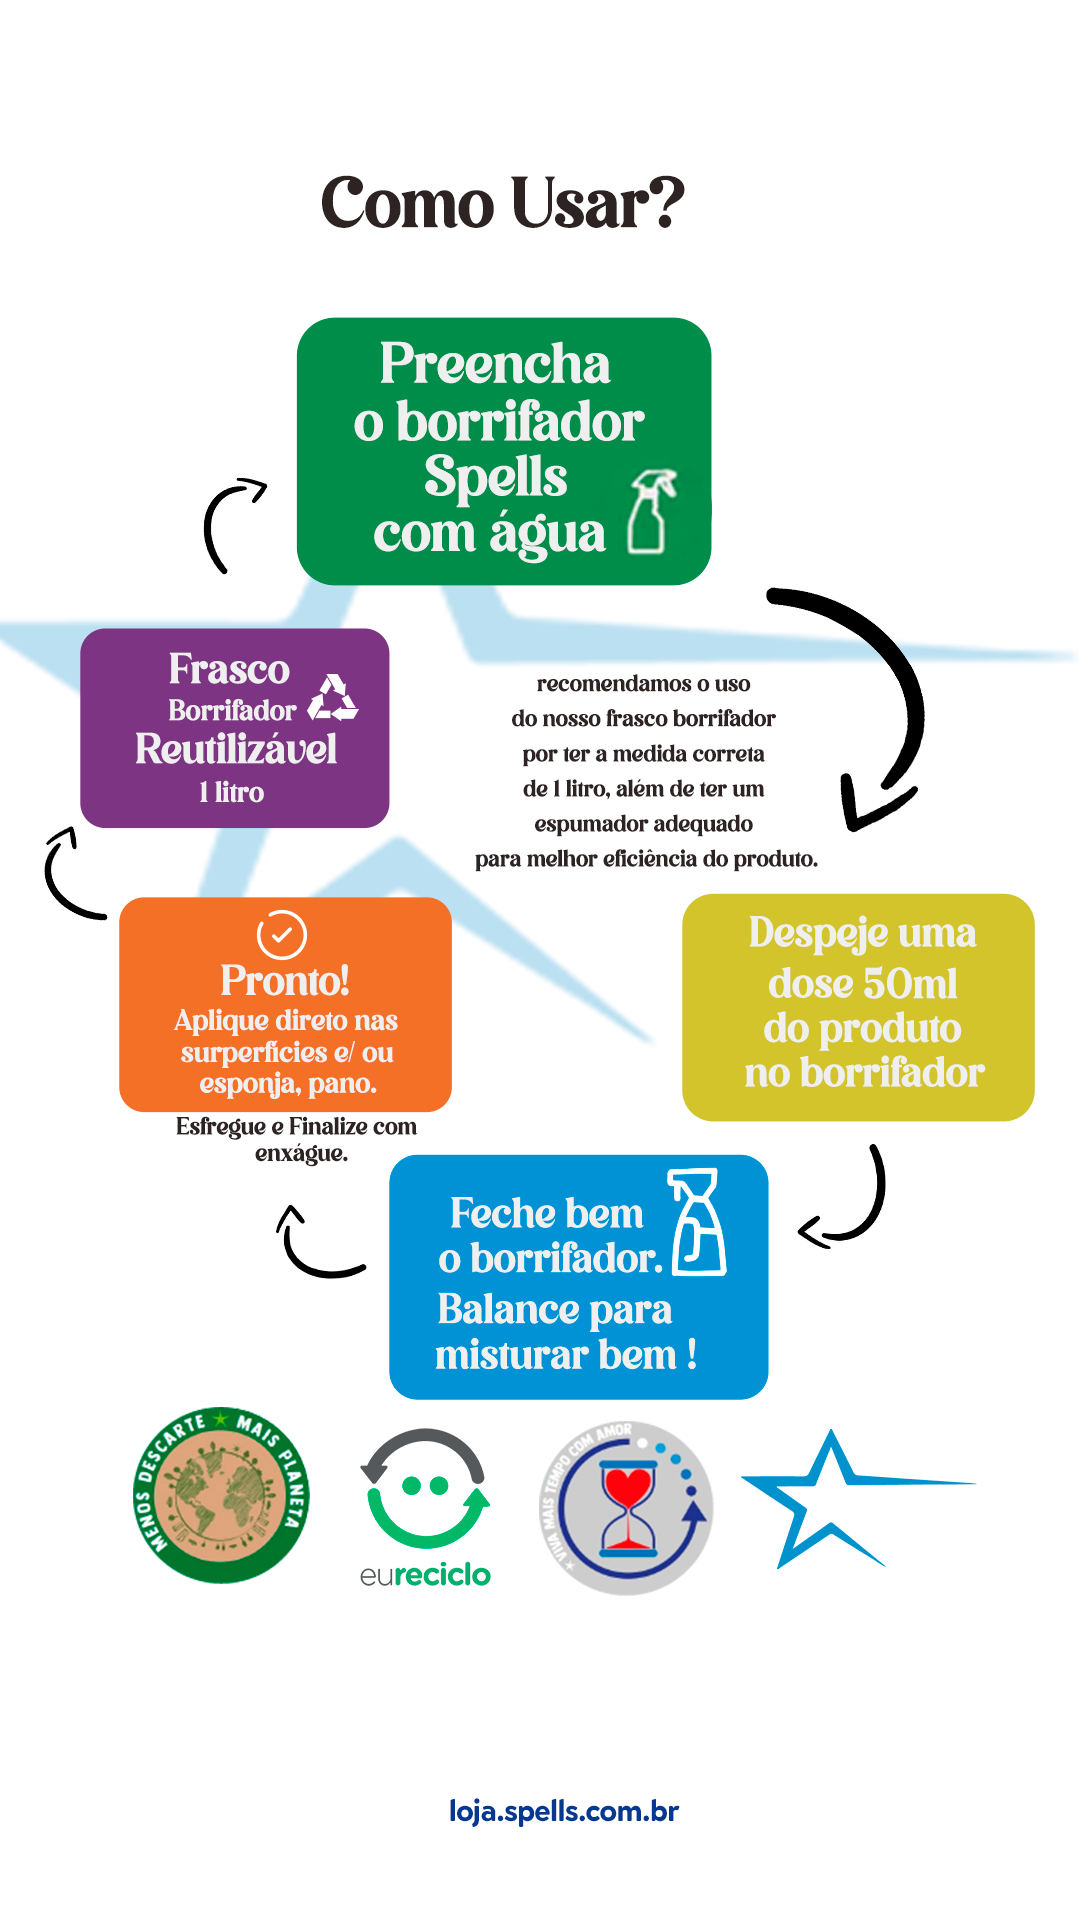 Como Usar?
Preencha
o borrifador
Spells
com água
Frasco
Borrifador
Reutilizável
1 litro
recomendamos o uso
do nosso frasco borrifador
por ter a medida correta
de 1 litro, além de ter um
espumador adequado
para melhor eficiência do produto.
Despeje uma
dose 50ml
do produto
no borrifador
Pronto!
Aplique direto nas
surperfícies e/ ou
esponja, pano.
Esfregue e Finalize com
enxágue.
Feche bem
o borrifador.
Balance para
misturar bem !
MENOS DESCARTE ★ MAIS PLANETA
eureciclo
★ VIVA MAIS TEMPO COM AMOR
loja.spells.com.br